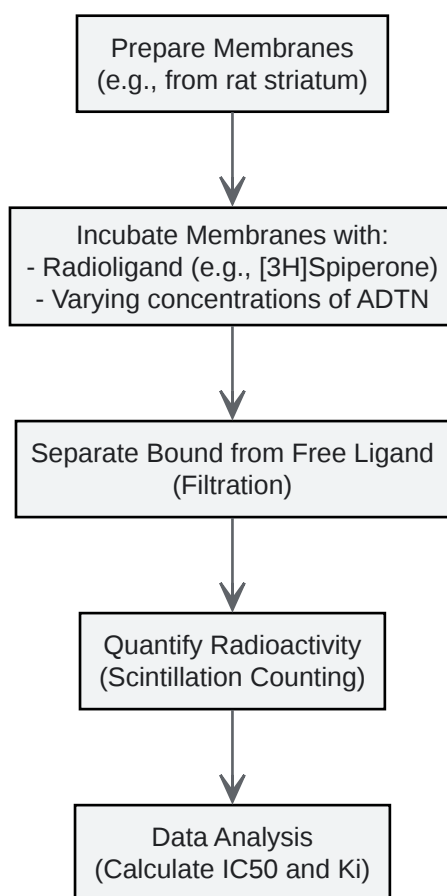 Prepare Membranes
(e.g., from rat striatum)
Incubate Membranes with:
- Radioligand (e.g., [3H]Spiperone)
- Varying concentrations of ADTN
Separate Bound from Free Ligand
(Filtration)
Quantify Radioactivity
(Scintillation Counting)
Data Analysis
(Calculate IC50 and Ki)